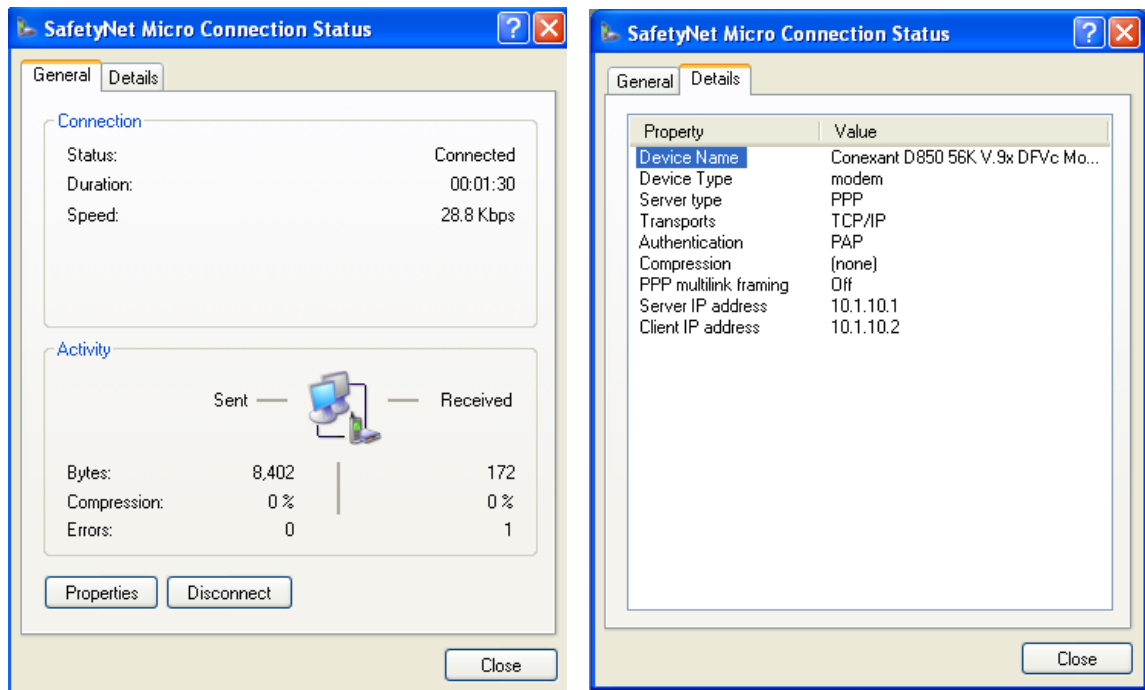 SafetyNet Micro Connection Status
General Details
Connection
Status: Connected
Duration: 00:01:30
Speed: 28.8 Kbps
Activity
Sent Received
Bytes: 8,402 172
Compression: 0 % 0 %
Errors: 0 1
Properties Disconnect
Close
SafetyNet Micro Connection Status
General Details
Property Value
Device Name Conexant D850 56K V.9x DFVc Mo...
Device Type modem
Server type PPP
Transports TCP/IP
Authentication PAP
Compression (none)
PPP multilink framing Off
Server IP address 10.1.10.1
Client IP address 10.1.10.2
Close